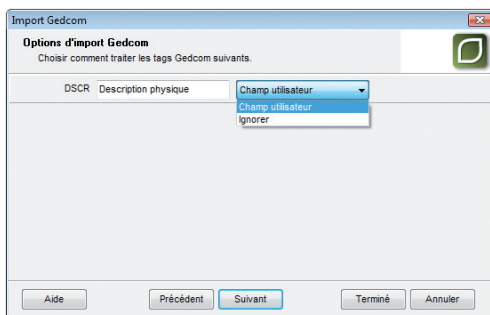 Import Gedcom
Options d'import Gedcom
Choisir comment traiter les tags Gedcom suivants.
DSCR Description physique Champ utilisateur
Champ utilisateur
Ignorer
Aide Précédent Suivant Terminé Annuler